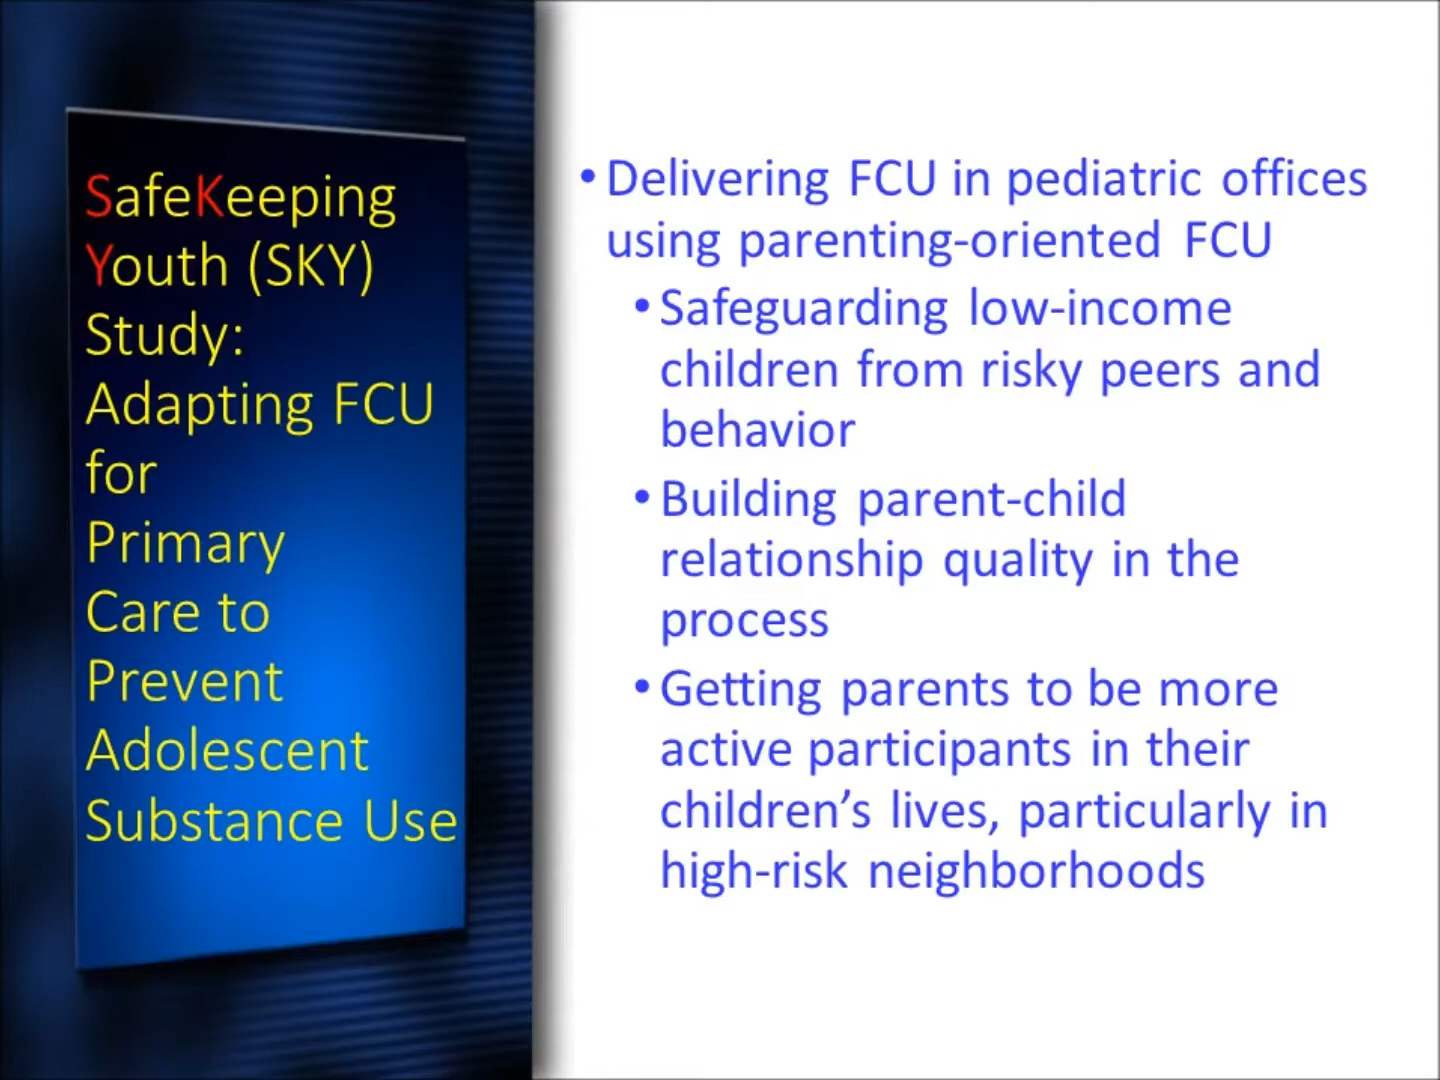 SafeKeeping
Youth (SKY)
Study:
Adapting FCU
for
Primary
Care to
Prevent
Adolescent
Substance Use
• Delivering FCU in pediatric offices
using parenting-oriented FCU
• Safeguarding low-income
children from risky peers and
behavior
• Building parent-child
relationship quality in the
process
• Getting parents to be more
active participants in their
children’s lives, particularly in
high-risk neighborhoods